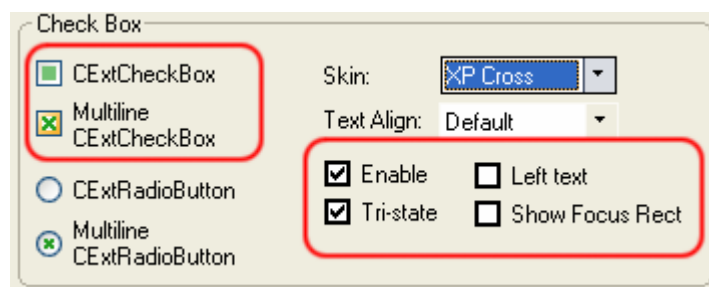 Check Box
CExtCheckBox
Multiline
CExtCheckBox
CExtRadioButton
Multiline
CExtRadioButton
Skin: XP Cross
Text Align: Default
Enable Left text
Tri-state Show Focus Rect